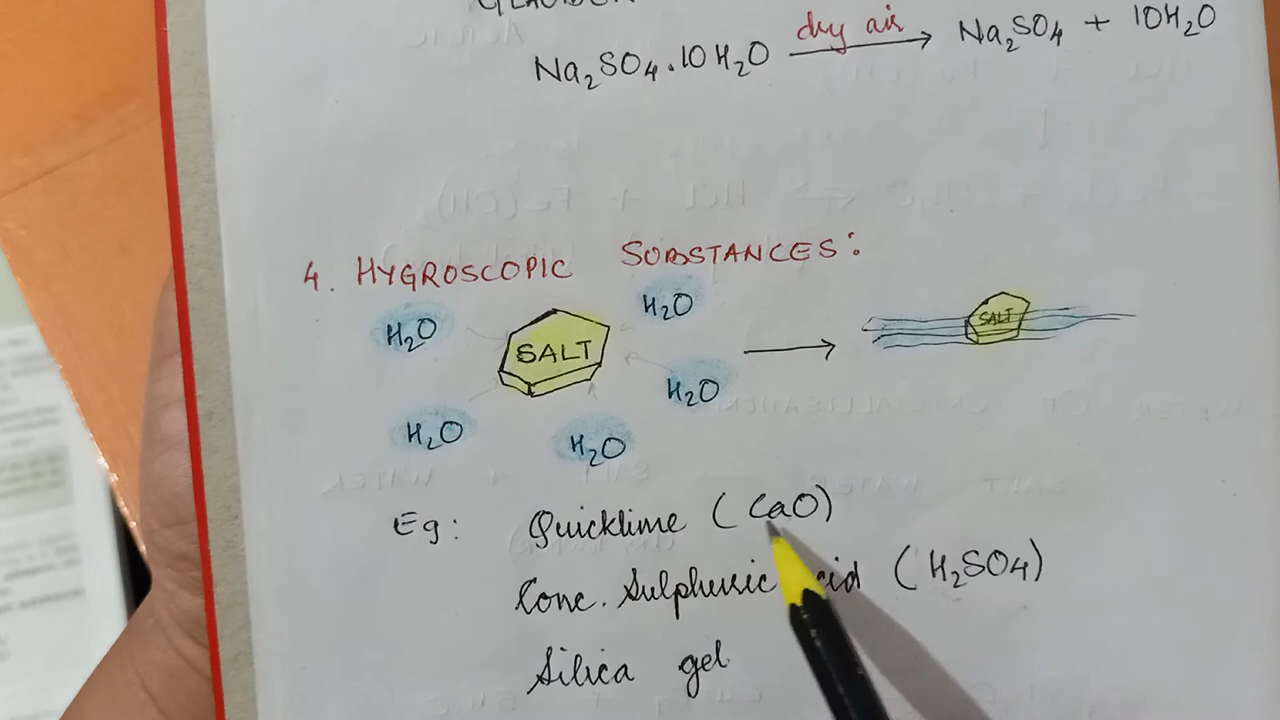 Na₂SO₄.10H₂O dry air → Na₂SO₄ + 10H₂O
4. HYGROSCOPIC SUBSTANCES:
H₂O SALT H₂O → SALT
H₂O
H₂O H₂O
Eg: Quicklime (CaO)
Conc. Sulphuric acid (H₂SO₄)
Silica gel